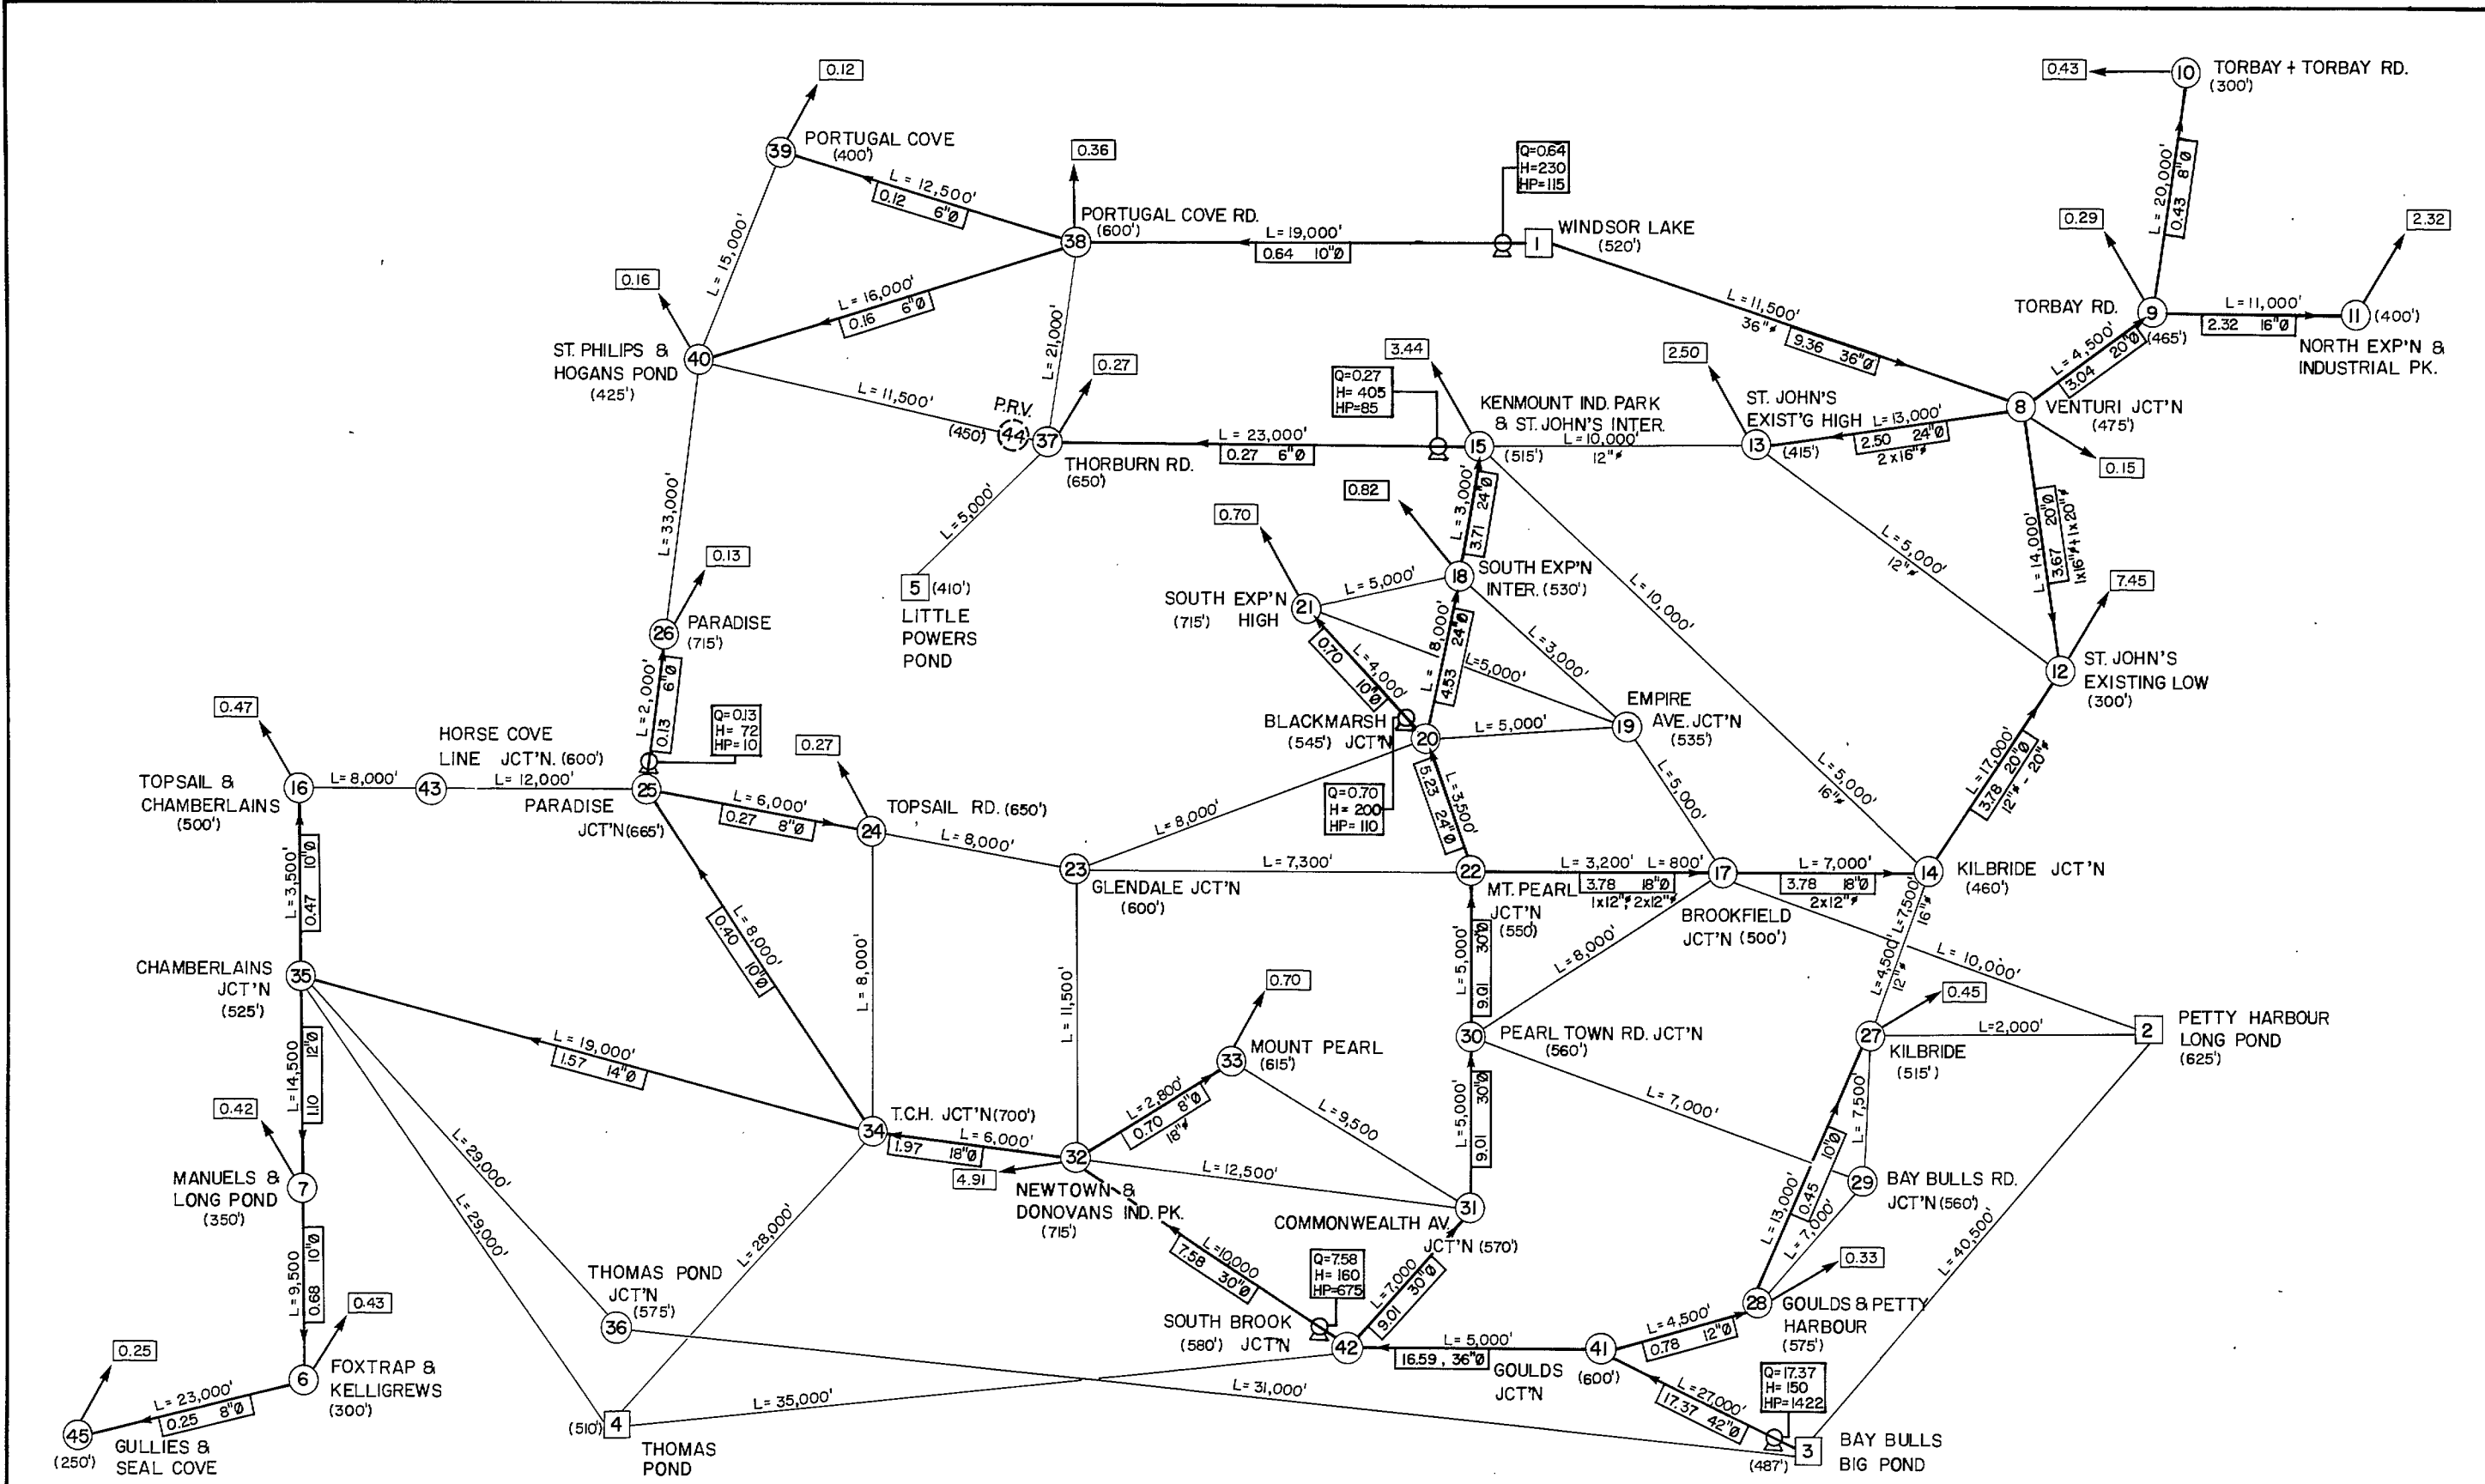 0.12
39
PORTUGAL COVE
(400')
L = 12,500'
0.12 6"Ø
L = 15,000'
0.36
PORTUGAL COVE RD.
(600')
38
L=19,000'
0.64 10"Ø
Q=0.64
H=230
HP=115
1
WINDSOR LAKE
(520')
L=11,500'
36"ø
9.36 36"Ø
0.43
10
TORBAY + TORBAY RD.
(300')
L = 20,000'
0.43 8"Ø
0.29
TORBAY RD.
9
(465')
2.32
L=11,000'
2.32 16"Ø
11
(400')
NORTH EXP'N &
INDUSTRIAL PK.
L=4,500'
3.04 20"Ø
8
VENTURI JCT'N
(475')
0.15
0.16
L = 16,000'
0.16 6"Ø
ST. PHILIPS &
HOGANS POND
(425')
40
L=21,000'
L=11,500'
P.R.V.
(450')
44
37
0.27
THORBURN RD.
(650')
L = 23,000'
0.27 6"Ø
Q=0.27
H= 405
HP=85
3.44
KENMOUNT IND. PARK
& ST. JOHN'S INTER.
15
(515')
L=10,000'
12"ø
2.50
ST. JOHN'S
EXIST'G HIGH
13
(415')
L=13,000'
2.50 24"Ø
2 x16"ø
L=14,000'
3.67 20"Ø
1x16"ø+1x20"ø
L=5,000'
12"ø
7.45
12
ST. JOHN'S
EXISTING LOW
(300')
L=33,000'
L=5,000'
5
(410')
LITTLE
POWERS
POND
0.13
26
PARADISE
(715')
L=2,000'
0.13 6"Ø
Q=0.13
H= 72
HP=10
0.82
L=3,000'
3.71 24"Ø
18
SOUTH EXP'N
INTER. (530')
0.70
SOUTH EXP'N
(715') HIGH
21
L=5,000'
L=3,000'
L=5,000'
L= 8,000'
4.53 24"Ø
L=4,000'
0.70 10"Ø
BLACKMARSH
(545') JCT'N
20
L=5,000'
19
EMPIRE
AVE. JCT'N
(535')
L=10,000'
L=5,000'
16"ø
L=5,000'
Q=0.70
H= 200
HP= 110
L=3,500'
5.23 24"Ø
L=8,000'
0.47
TOPSAIL &
CHAMBERLAINS
(500')
16
L=8,000'
HORSE COVE
LINE JCT'N. (600')
43
L= 12,000'
25
PARADISE
JCT'N(665')
L=6,000'
0.27 8"Ø
0.27
24
TOPSAIL RD. (650')
L=8,000'
23
GLENDALE JCT'N
(600')
L= 7,300'
22
MT. PEARL
JCT'N
(550')
L= 3,200' L=800'
3.78 18"Ø
1x12"ø, 2x12"ø
17
BROOKFIELD
JCT'N (500')
L=7,000'
3.78 18"Ø
2x12"ø
14
KILBRIDE JCT'N
(460')
L=17,000'
3.78 20"Ø
12"ø - 20"ø
L=3,500'
0.47 10"Ø
CHAMBERLAINS
JCT'N
(525')
35
L=8,000'
0.40 10"Ø
L= 8,000'
L= 11,500'
L=5,000'
9.01 30"Ø
L=8,000'
L= 10,000'
L=7,500'
16"ø
L=4,500'
12"ø
0.45
27
KILBRIDE
(515')
L=2,000'
2
PETTY HARBOUR
LONG POND
(625')
30
PEARL TOWN RD. JCT'N
(560')
L=7,000'
L=7,500'
L= 19,000'
1.57 14"Ø
L=14,500
1.10 12"Ø
0.70
33
MOUNT PEARL
(615')
L= 2,800'
0.70 8"Ø
18"ø
L=9,500
L=5,000'
9.01 30"Ø
T.C.H. JCT'N(700')
34
L=6,000'
1.97 18"Ø
32
4.91
NEWTOWN &
DONOVANS IND. PK.
(715')
L=12,500'
31
COMMONWEALTH AV.
JCT'N (570')
29
BAY BULLS RD.
JCT'N (560')
L=13,000'
0.45 10"Ø
L=7,000'
L=40,500'
0.42
MANUELS &
LONG POND
(350')
7
L=29,000'
L=29,000'
L=28,000'
L=9,500
0.68 10"Ø
0.43
6
FOXTRAP &
KELLIGREWS
(300')
0.25
L= 23,000'
0.25 8"Ø
45
(250')
GULLIES &
SEAL COVE
THOMAS POND
JCT'N
(575')
36
(510')
4
THOMAS
POND
L= 35,000'
L=10,000
7.58 30"Ø
Q=7.58
H= 160
HP=675
SOUTH BROOK
(580') JCT'N
42
L=7,000
9.01 30"Ø
L= 5,000'
16.59, 36"Ø
GOULDS
JCT'N
41
(600')
L=4,500'
0.78 12"Ø
0.33
28
GOULDS & PETTY
HARBOUR
(575')
L=31,000'
L=27,000'
17.37 42"Ø
Q=17.37
H= 150
HP=1422
3
(487')
BAY BULLS
BIG POND